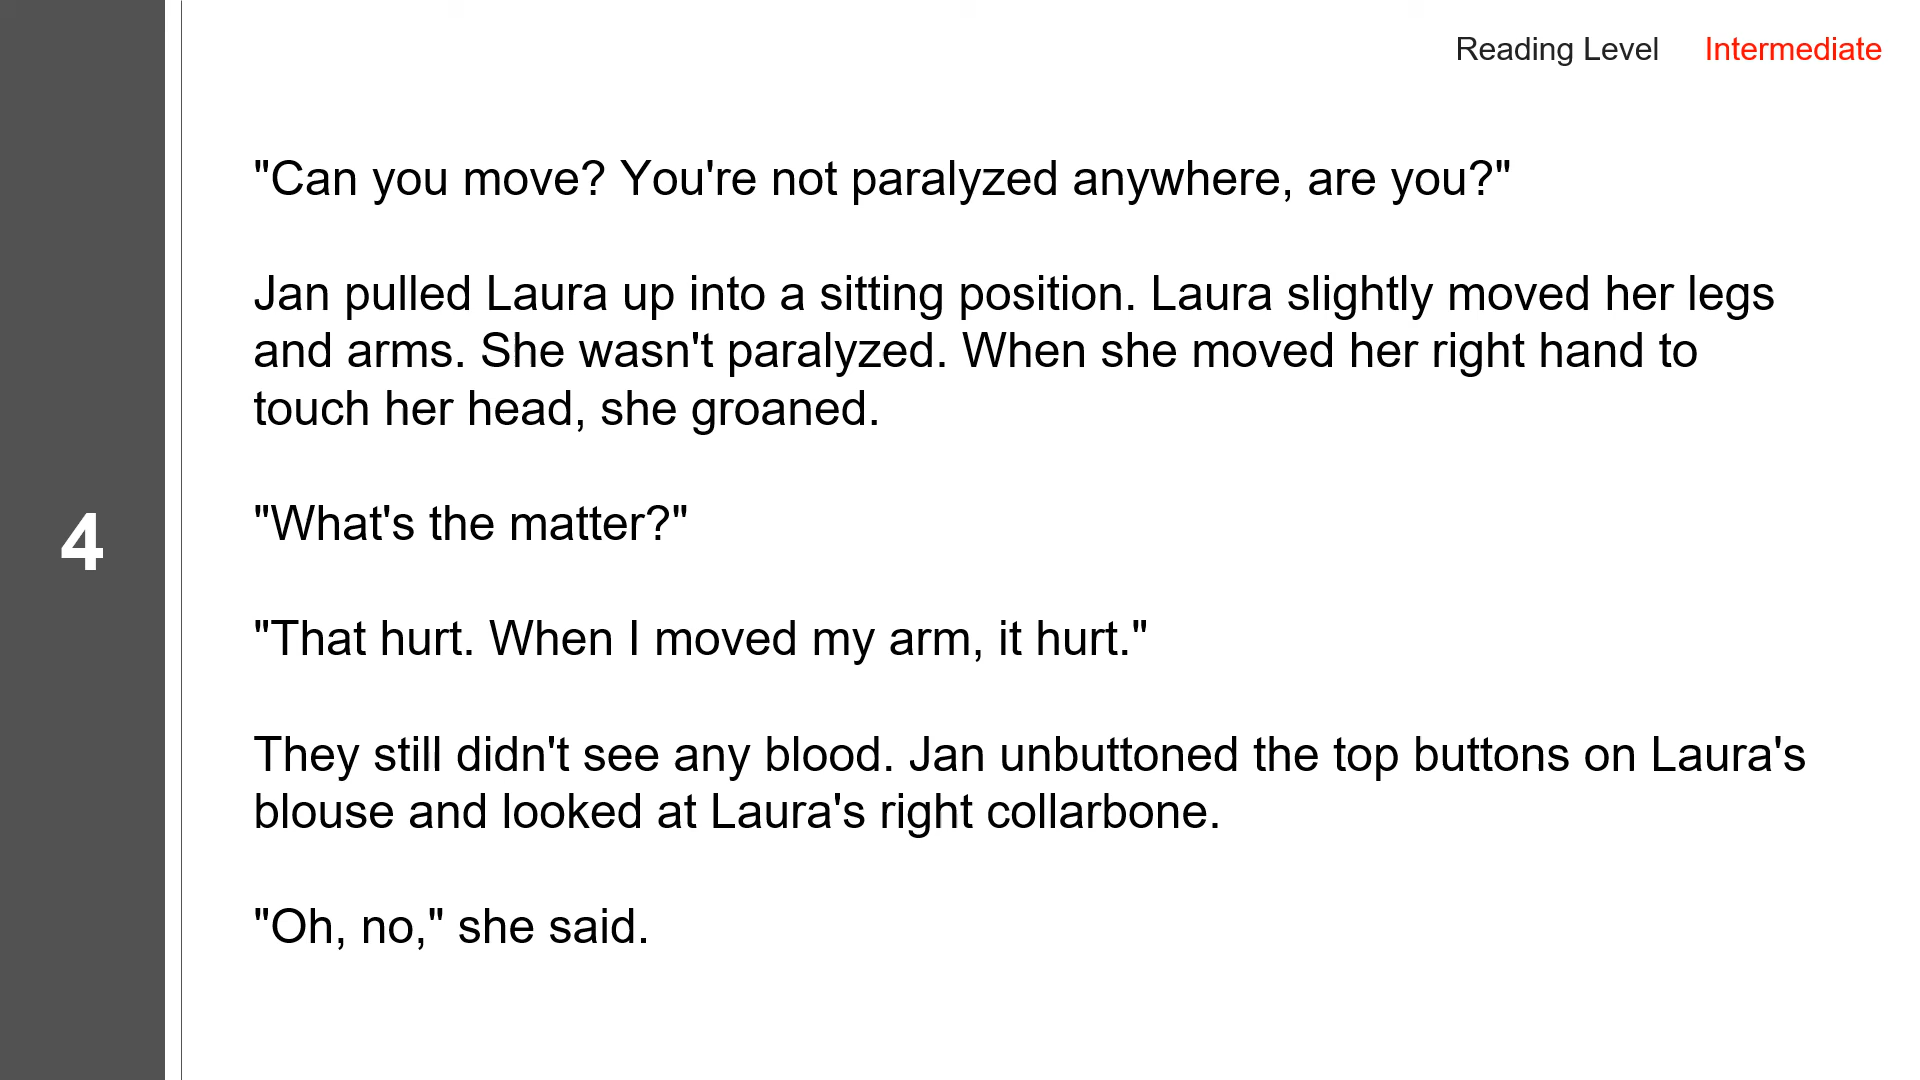 Reading Level Intermediate
"Can you move? You're not paralyzed anywhere, are you?"
Jan pulled Laura up into a sitting position. Laura slightly moved her legs
and arms. She wasn't paralyzed. When she moved her right hand to
touch her head, she groaned.
"What's the matter?"
4
"That hurt. When I moved my arm, it hurt."
They still didn't see any blood. Jan unbuttoned the top buttons on Laura's
blouse and looked at Laura's right collarbone.
"Oh, no," she said.